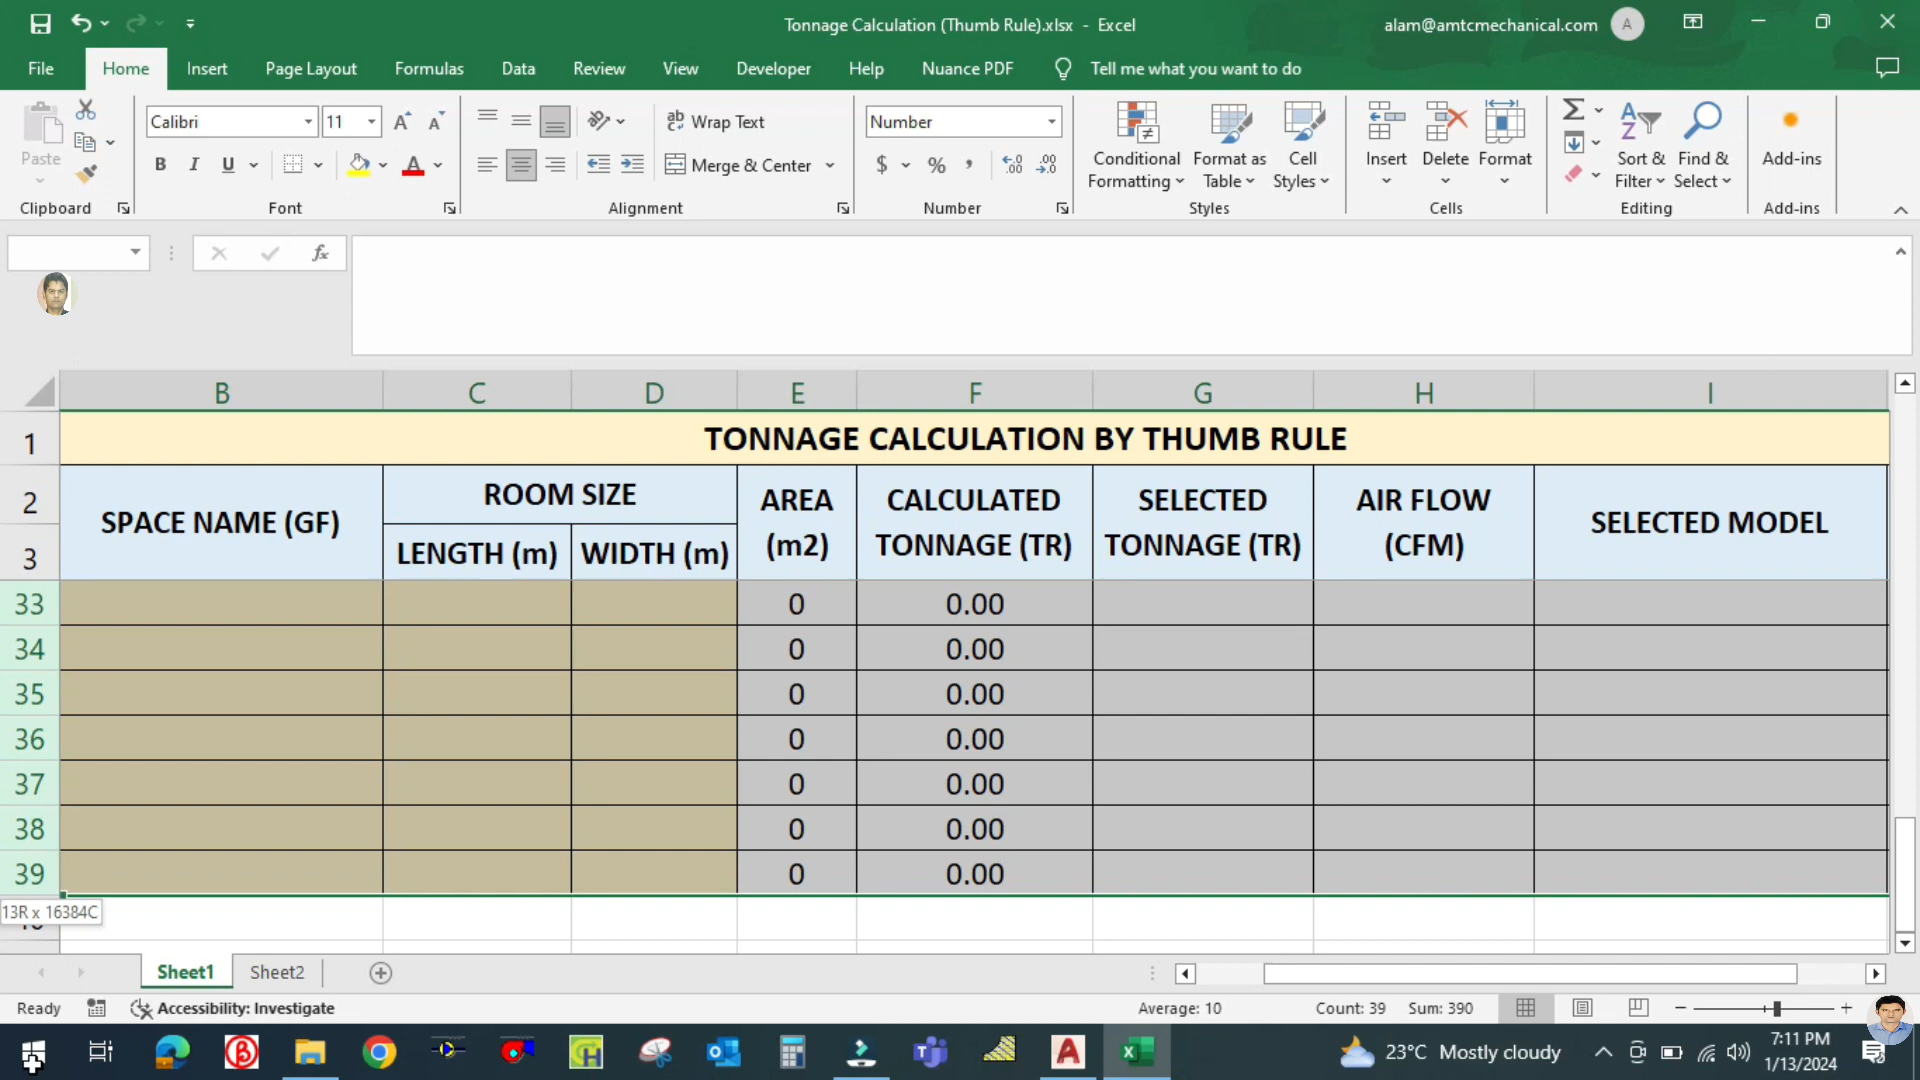 Tonnage Calculation (Thumb Rule).xlsx - Excel
alam@amtcmechanical.com
A
File
Home
Insert
Page Layout
Formulas
Data
Review
View
Developer
Help
Nuance PDF
Tell me what you want to do
Paste
Clipboard
Calibri
11
B
I
U
Font
Wrap Text
Merge & Center
Alignment
Number
$ % ,
Number
Conditional
Formatting
Format as
Table
Cell
Styles
Styles
Insert
Delete
Format
Cells
Sort &
Filter
Find &
Select
Editing
Add-ins
Add-ins
fx
B C D E F G H I
1 TONNAGE CALCULATION BY THUMB RULE
2 SPACE NAME (GF) ROOM SIZE AREA (m2) CALCULATED TONNAGE (TR) SELECTED TONNAGE (TR) AIR FLOW (CFM) SELECTED MODEL
3 LENGTH (m) WIDTH (m)
33 0 0.00
34 0 0.00
35 0 0.00
36 0 0.00
37 0 0.00
38 0 0.00
39 0 0.00
13R x 16384C
Sheet1
Sheet2
Ready
Accessibility: Investigate
Average: 10
Count: 39
Sum: 390
23°C Mostly cloudy
7:11 PM
1/13/2024